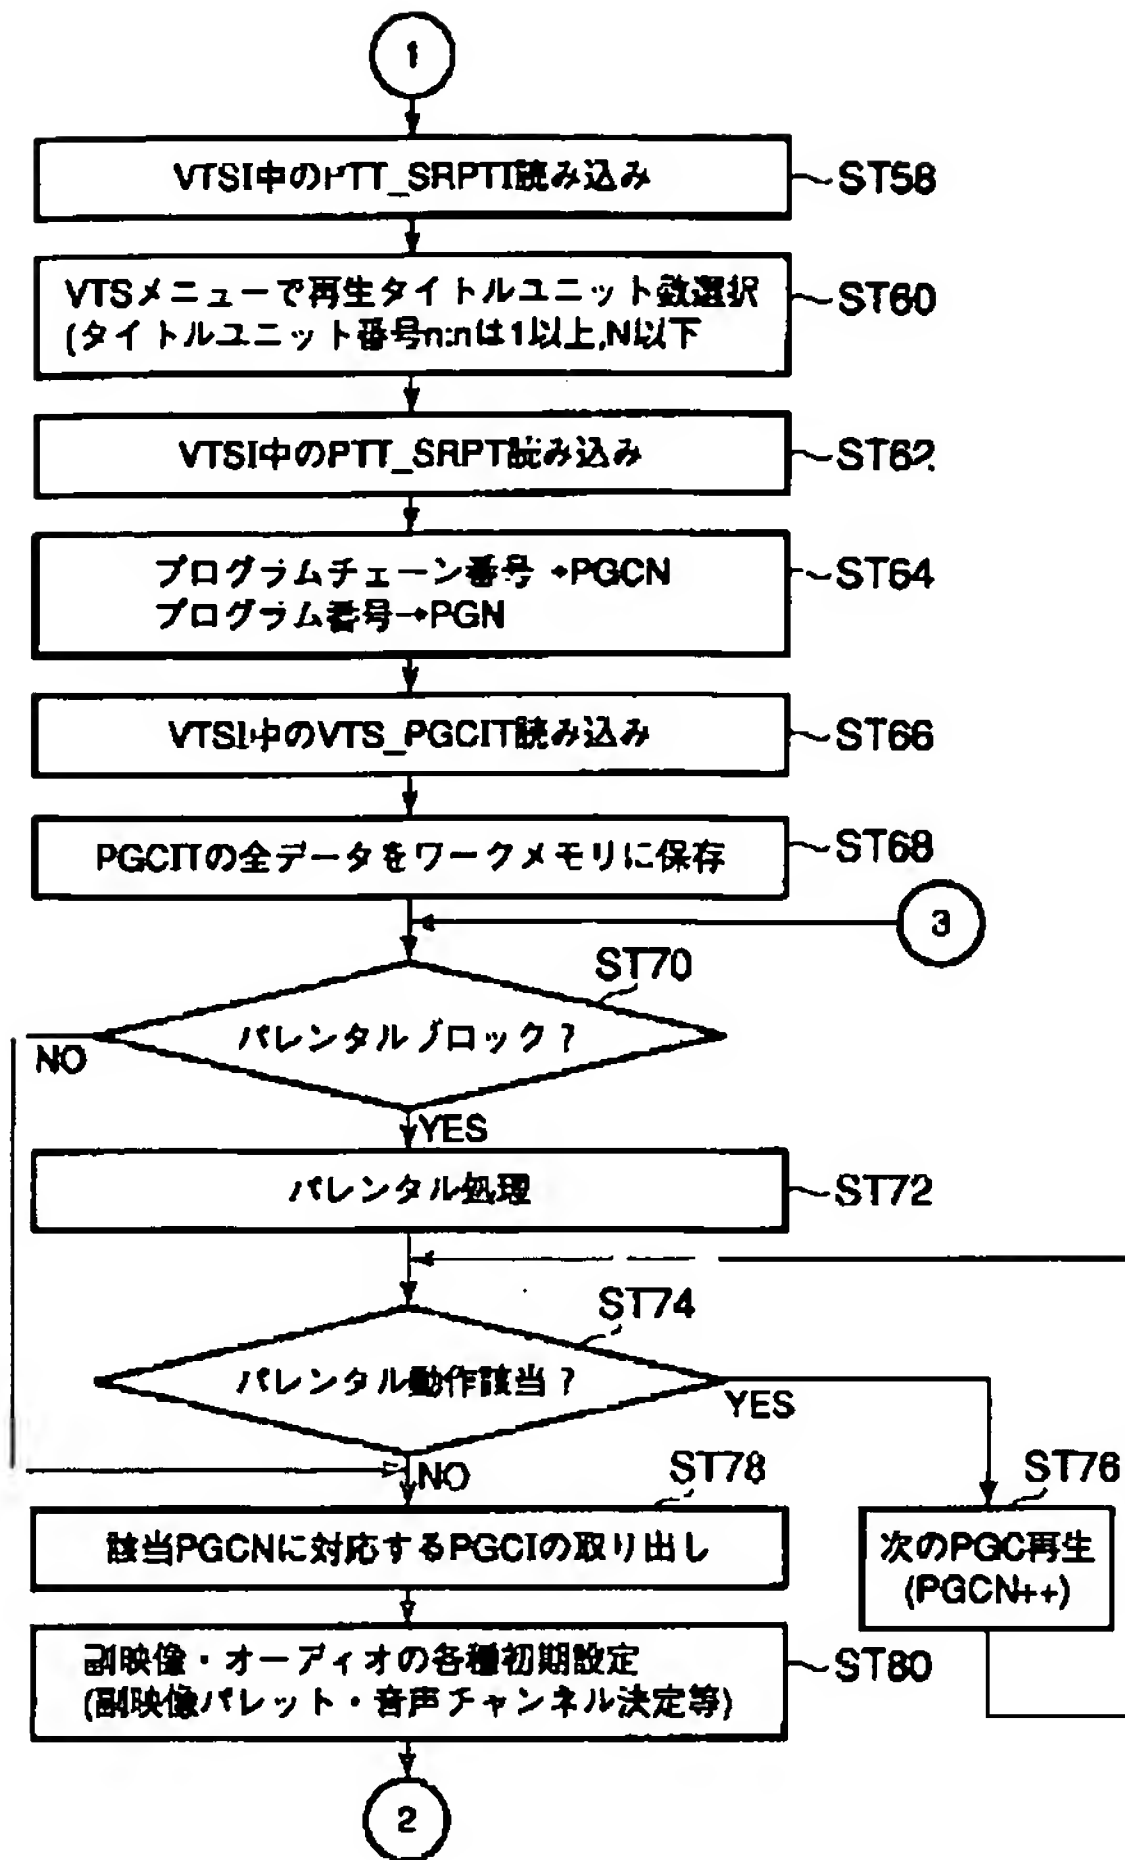 1
VTSI中のPTT_SRPTI読み込み
ST58
VTSメニューで再生タイトルユニット数選択
(タイトルユニット番号n:nは1以上,N以下
ST60
VTSI中のPTT_SRPT読み込み
ST62
プログラムチェーン番号→PGCN
プログラム番号→PGN
ST64
VTSI中のVTS_PGCIT読み込み
ST66
PGCITの全データをワークメモリに保存
ST68
3
ST70
パレンタルブロック?
NO
YES
パレンタル処理
ST72
ST74
パレンタル動作該当?
YES
NO
ST78
ST76
該当PGCNに対応するPGCIの取り出し
次のPGC再生
(PGCN++)
副映像・オーディオの各種初期設定
(副映像パレット・音声チャンネル決定等)
ST80
2